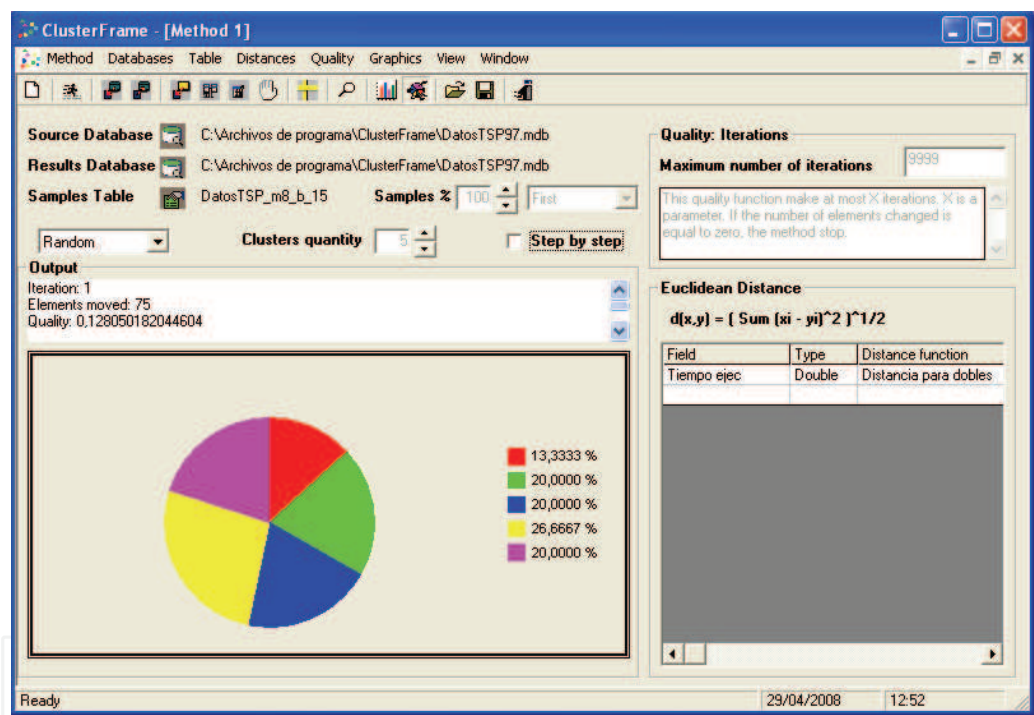 ClusterFrame - [Method 1]
Method Databases Table Distances Quality Graphics View Window
Source Database C:\Archivos de programa\ClusterFrame\DatosTSP97.mdb
Results Database C:\Archivos de programa\ClusterFrame\DatosTSP97.mdb
Samples Table DatosTSP_m8_b_15 Samples % 100 First
Random Clusters quantity 5 Step by step
Output
Iteration: 1
Elements moved: 75
Quality: 0,128050182044604
13,3333 %
20,0000 %
20,0000 %
26,6667 %
20,0000 %
Quality: Iterations
Maximum number of iterations 9999
This quality function make at most X iterations. X is a
parameter. If the number of elements changed is
equal to zero, the method stop.
Euclidean Distance
d(x,y) = ( Sum (xi - yi)^2 )^1/2
Field Type Distance function
Tiempo ejec Double Distancia para dobles
Ready 29/04/2008 12:52